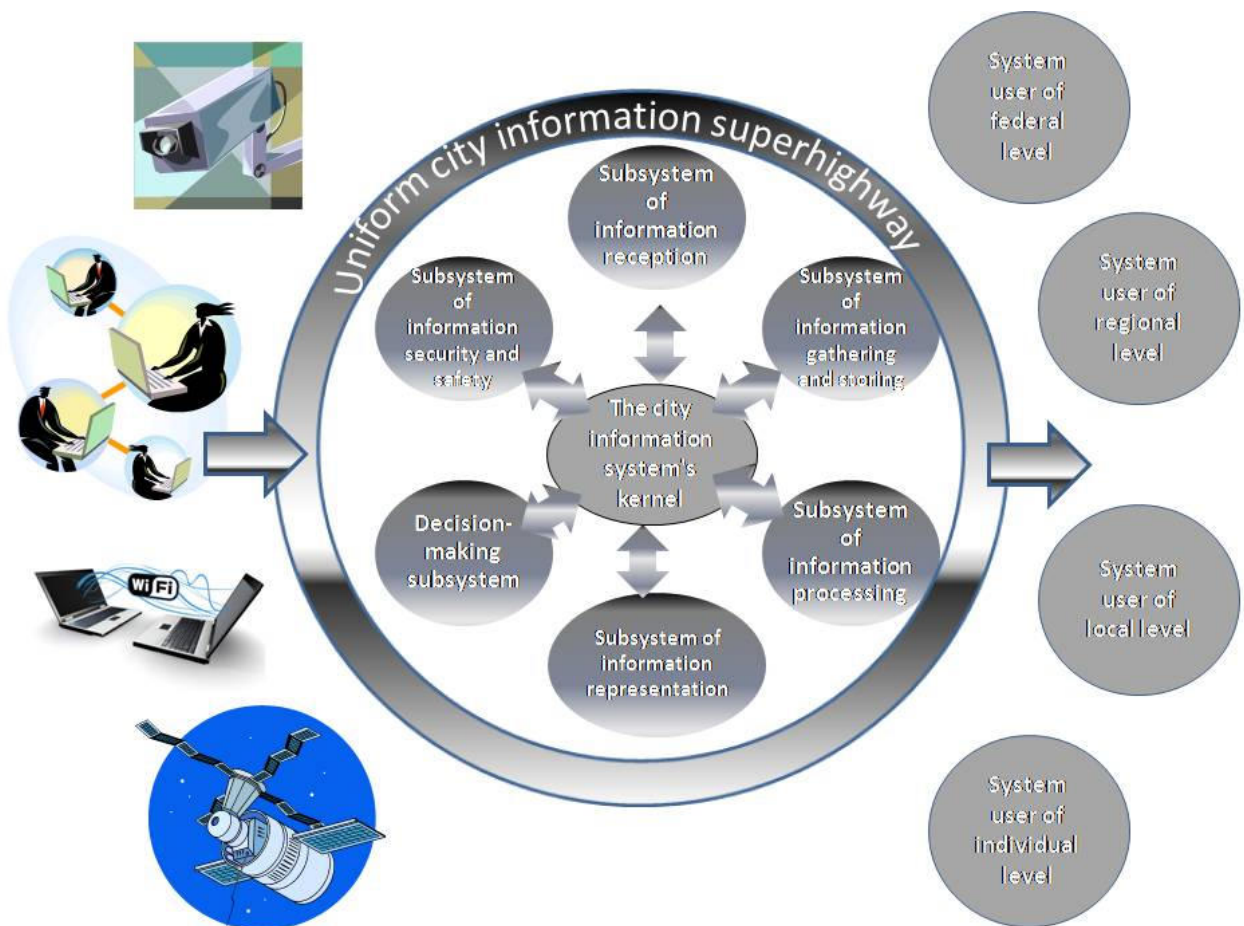 Uniform city information superhighway
Subsystem
of
information
reception
Subsystem
of
information
security and
safety
Subsystem
of
information
gathering
and storing
The city
information
system's
kernel
Decision-
making
subsystem
Subsystem
of
information
processing
Subsystem of
information
representation
Wi Fi
System
user of
federal
level
System
user of
regional
level
System
user of
local level
System
user of
individual
level